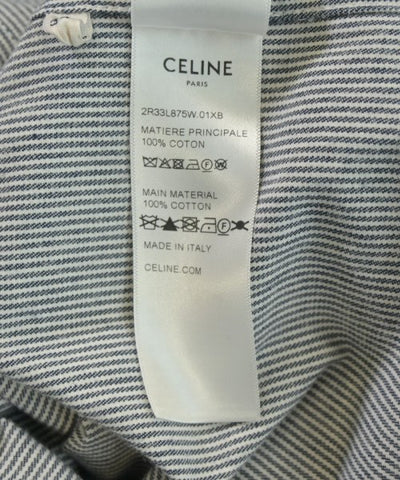 CELINE
PARIS
2R33L875W.01XB
MATIERE PRINCIPALE
100% COTON
MAIN MATERIAL
100% COTTON
MADE IN ITALY
CELINE.COM